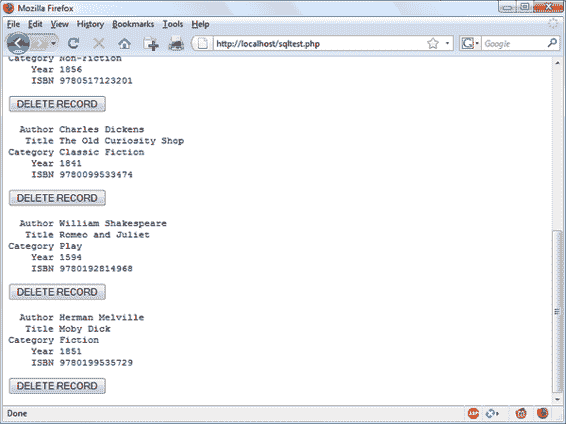 Mozilla Firefox
File Edit View History Bookmarks Tools Help
http://localhost/sqltest.php
Google
Category Non-Fiction
Year 1856
ISBN 9780517123201
DELETE RECORD
Author Charles Dickens
Title The Old Curiosity Shop
Category Classic Fiction
Year 1841
ISBN 9780099533474
DELETE RECORD
Author William Shakespeare
Title Romeo and Juliet
Category Play
Year 1594
ISBN 9780192814968
DELETE RECORD
Author Herman Melville
Title Moby Dick
Category Fiction
Year 1851
ISBN 9780199535729
DELETE RECORD
Done
ABP